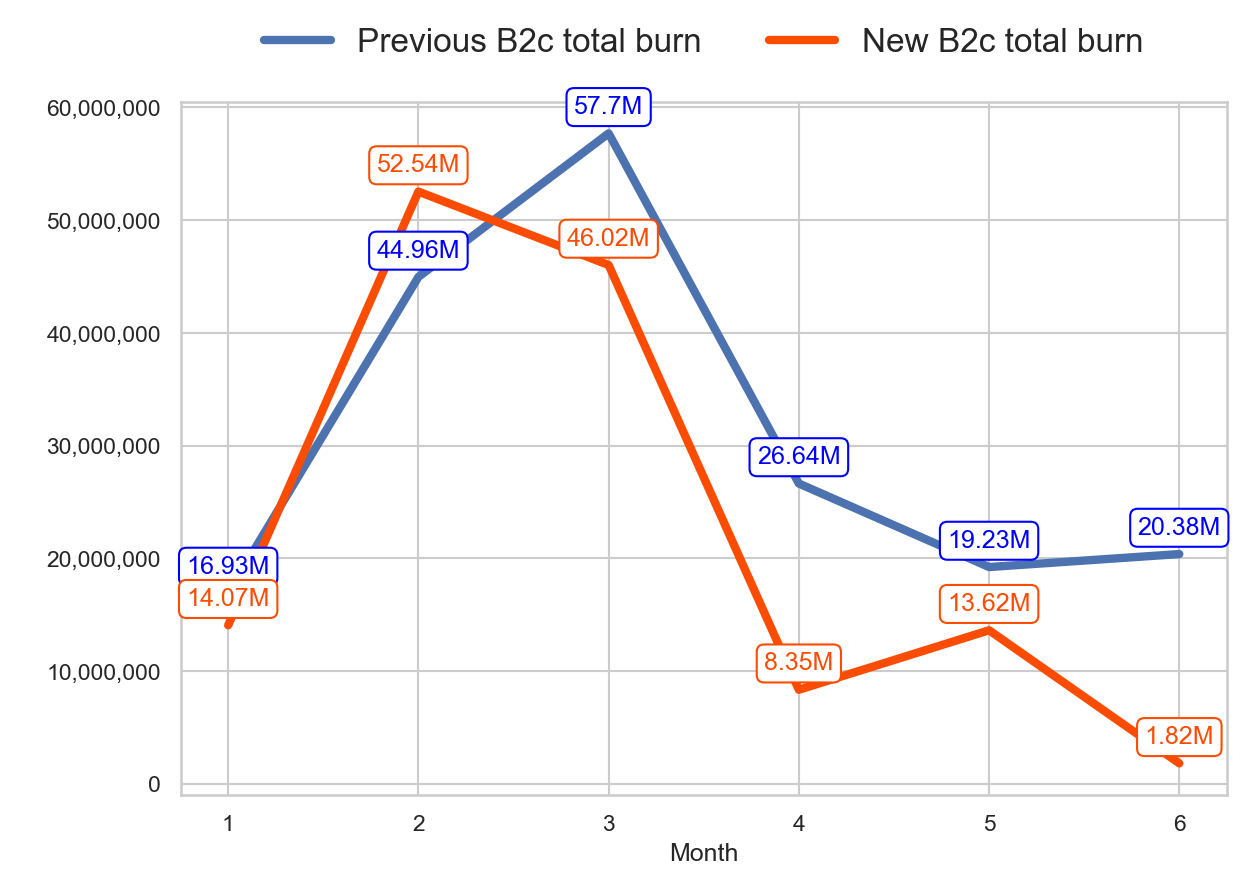 Previous B2c total burn
New B2c total burn
60,000,000
50,000,000
40,000,000
30,000,000
20,000,000
10,000,000
0
57.7M
52.54M
46.02M
44.96M
26.64M
20.38M
19.23M
16.93M
14.07M
13.62M
8.35M
1.82M
1 2 3 4 5 6
Month